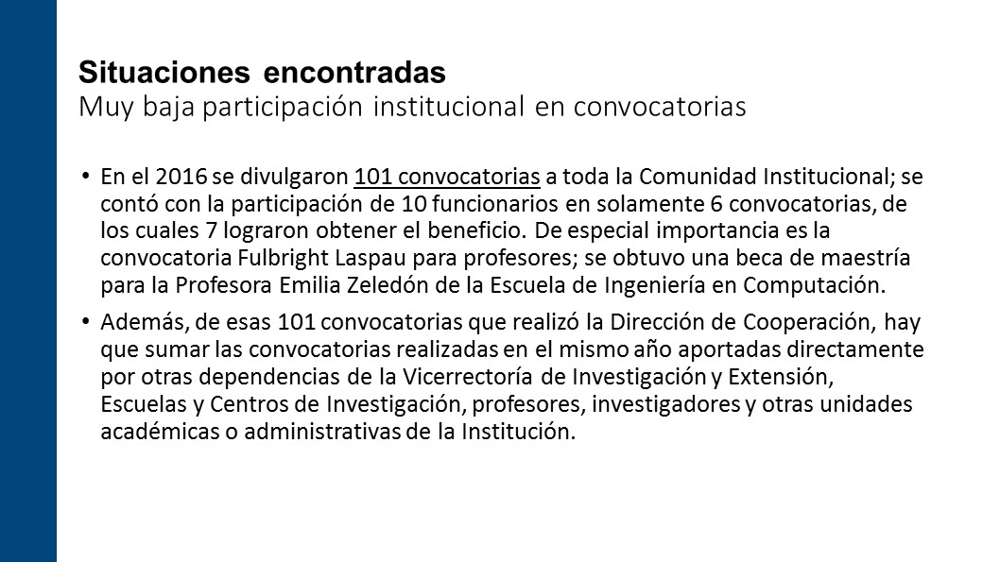 Situaciones encontradas
Muy baja participación institucional en convocatorias
• En el 2016 se divulgaron 101 convocatorias a toda la Comunidad Institucional; se
contó con la participación de 10 funcionarios en solamente 6 convocatorias, de
los cuales 7 lograron obtener el beneficio. De especial importancia es la
convocatoria Fulbright Laspau para profesores; se obtuvo una beca de maestría
para la Profesora Emilia Zeledón de la Escuela de Ingeniería en Computación.
• Además, de esas 101 convocatorias que realizó la Dirección de Cooperación, hay
que sumar las convocatorias realizadas en el mismo año aportadas directamente
por otras dependencias de la Vicerrectoría de Investigación y Extensión,
Escuelas y Centros de Investigación, profesores, investigadores y otras unidades
académicas o administrativas de la Institución.